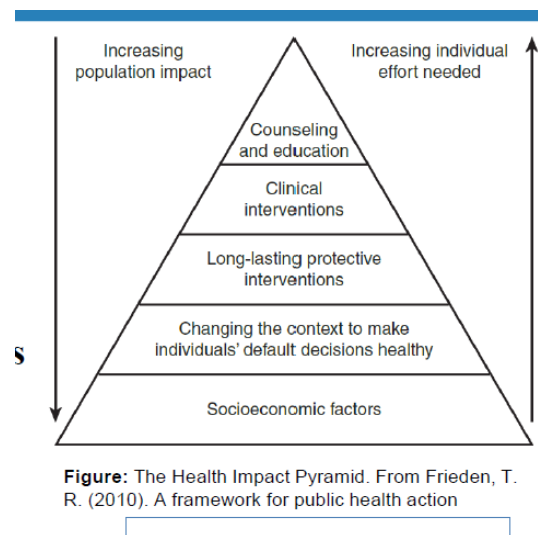 Increasing
population impact
Increasing individual
effort needed
Counseling
and education
Clinical
interventions
Long-lasting protective
interventions
Changing the context to make
individuals' default decisions healthy
Socioeconomic factors
s
Figure: The Health Impact Pyramid. From Frieden, T.
R. (2010). A framework for public health action